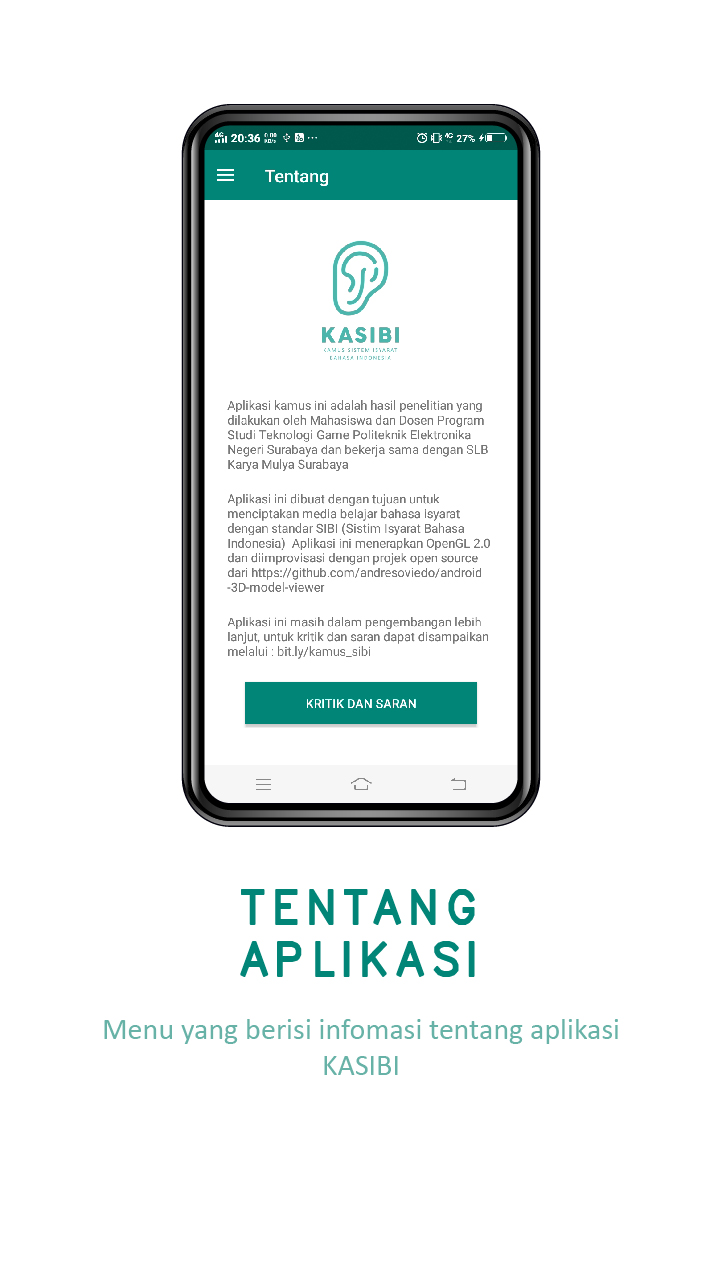 4G 20:36 0.00 KB/s ...
4G 27%
Tentang
KASIBI
KAMUS SISTEM ISYARAT
BAHASA INDONESIA
Aplikasi kamus ini adalah hasil penelitian yang
dilakukan oleh Mahasiswa dan Dosen Program
Studi Teknologi Game Politeknik Elektronika
Negeri Surabaya dan bekerja sama dengan SLB
Karya Mulya Surabaya
Aplikasi ini dibuat dengan tujuan untuk
menciptakan media belajar bahasa isyarat
dengan standar SIBI (Sistim Isyarat Bahasa
Indonesia)  Aplikasi ini menerapkan OpenGL 2.0
dan diimprovisasi dengan projek open source
dari https://github.com/andresoviedo/android
-3D-model-viewer
Aplikasi ini masih dalam pengembangan lebih
lanjut, untuk kritik dan saran dapat disampaikan
melalui : bit.ly/kamus_sibi
KRITIK DAN SARAN
TENTANG
APLIKASI
Menu yang berisi infomasi tentang aplikasi
KASIBI